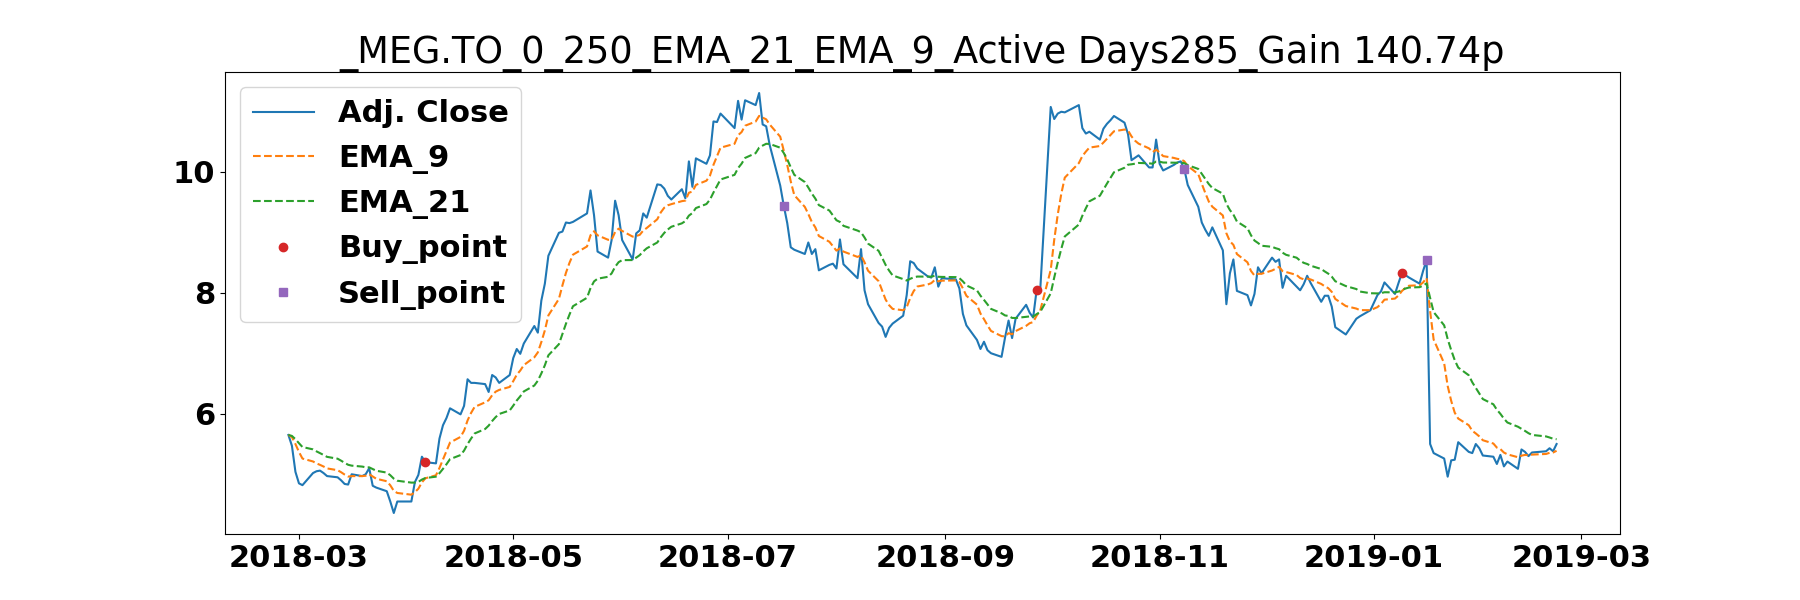 _MEG.TO_0_250_EMA_21_EMA_9_Active Days285_Gain 140.74p
Adj. Close
EMA_9
EMA_21
Buy_point
Sell_point
10
8
6
2018-03 2018-05 2018-07 2018-09 2018-11 2019-01 2019-03